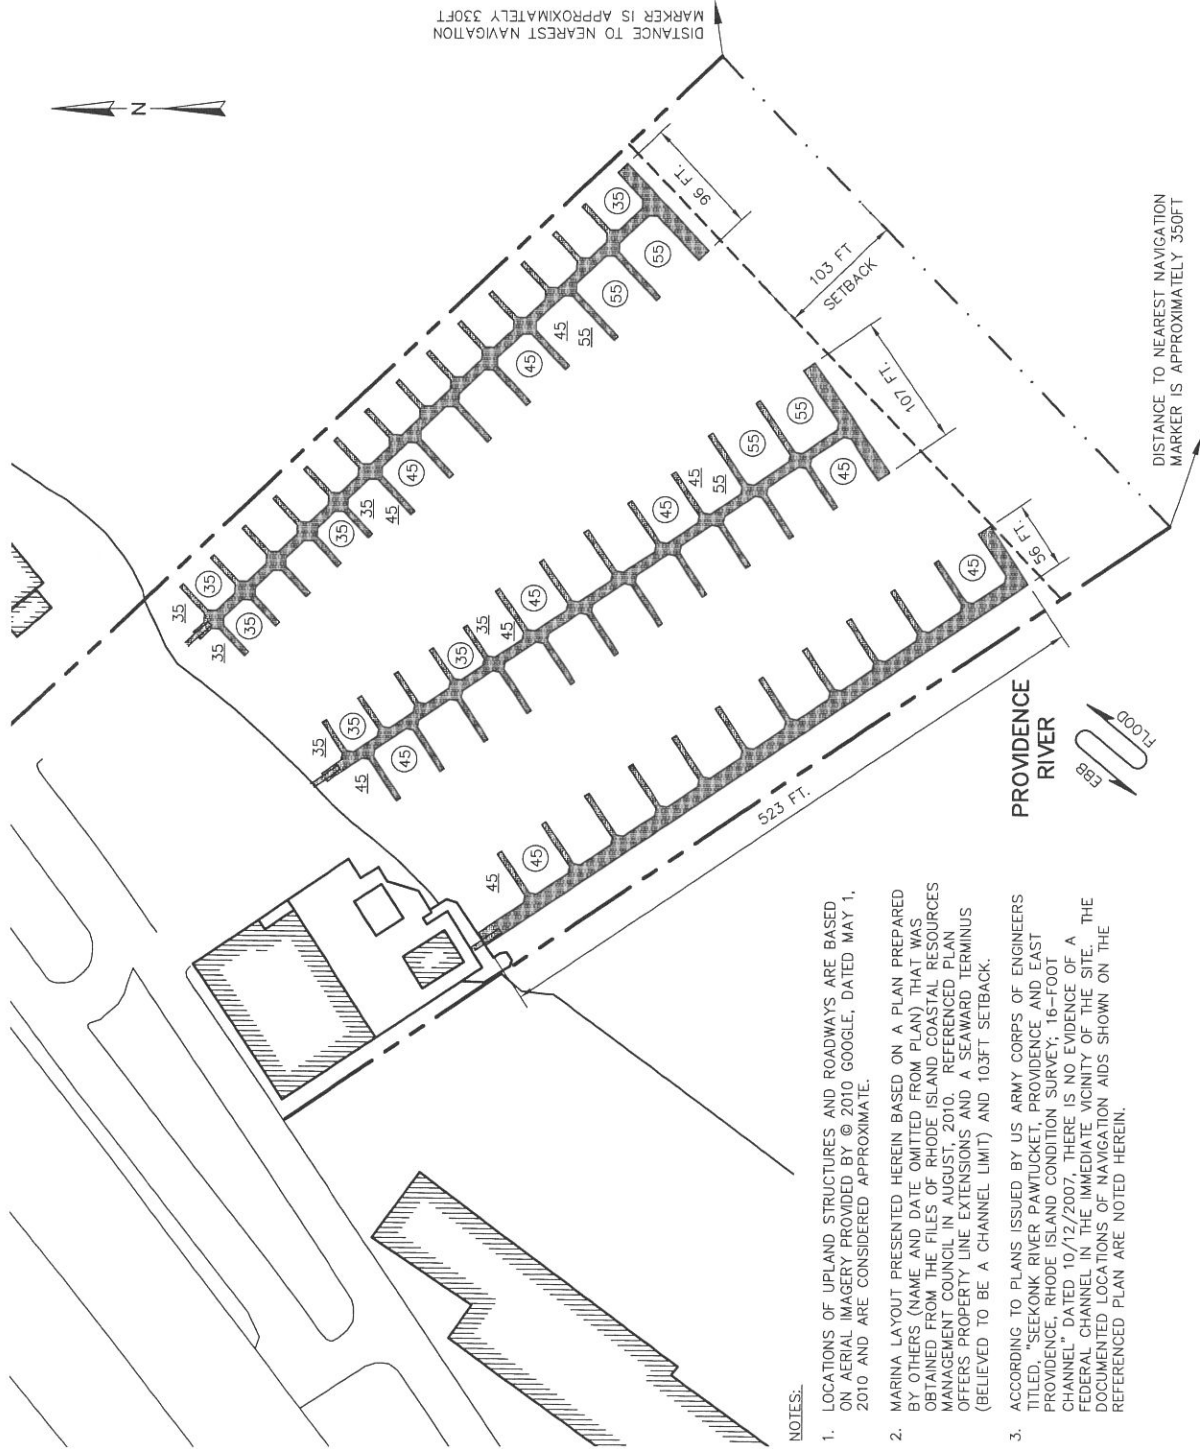 DISTANCE TO NEAREST NAVIGATION
MARKER IS APPROXIMATELY 330FT
N
35
35
35
35
35
35
45
45
45
45
55
55
55
35
96 FT.
103 FT
SETBACK
35
35
45
45
35
35
45
45
45
45
55
55
55
45
107 FT.
45
45
45
56 FT.
523 FT.
DISTANCE TO NEAREST NAVIGATION
MARKER IS APPROXIMATELY 350FT
PROVIDENCE
RIVER
EBB
FLOOD
NOTES:
1. LOCATIONS OF UPLAND STRUCTURES AND ROADWAYS ARE BASED
ON AERIAL IMAGERY PROVIDED BY © 2010 GOOGLE, DATED MAY 1,
2010 AND ARE CONSIDERED APPROXIMATE.
2. MARINA LAYOUT PRESENTED HEREIN BASED ON A PLAN PREPARED
BY OTHERS (NAME AND DATE OMITTED FROM PLAN) THAT WAS
OBTAINED FROM THE FILES OF RHODE ISLAND COASTAL RESOURCES
MANAGEMENT COUNCIL IN AUGUST, 2010. REFERENCED PLAN
OFFERS PROPERTY LINE EXTENSIONS AND A SEAWARD TERMINUS
(BELIEVED TO BE A CHANNEL LIMIT) AND 103FT SETBACK.
3. ACCORDING TO PLANS ISSUED BY US ARMY CORPS OF ENGINEERS
TITLED, "SEEKONK RIVER PAWTUCKET, PROVIDENCE AND EAST
PROVIDENCE, RHODE ISLAND CONDITION SURVEY; 16-FOOT
CHANNEL" DATED 10/12/2007, THERE IS NO EVIDENCE OF A
FEDERAL CHANNEL IN THE IMMEDIATE VICINITY OF THE SITE. THE
DOCUMENTED LOCATIONS OF NAVIGATION AIDS SHOWN ON THE
REFERENCED PLAN ARE NOTED HEREIN.